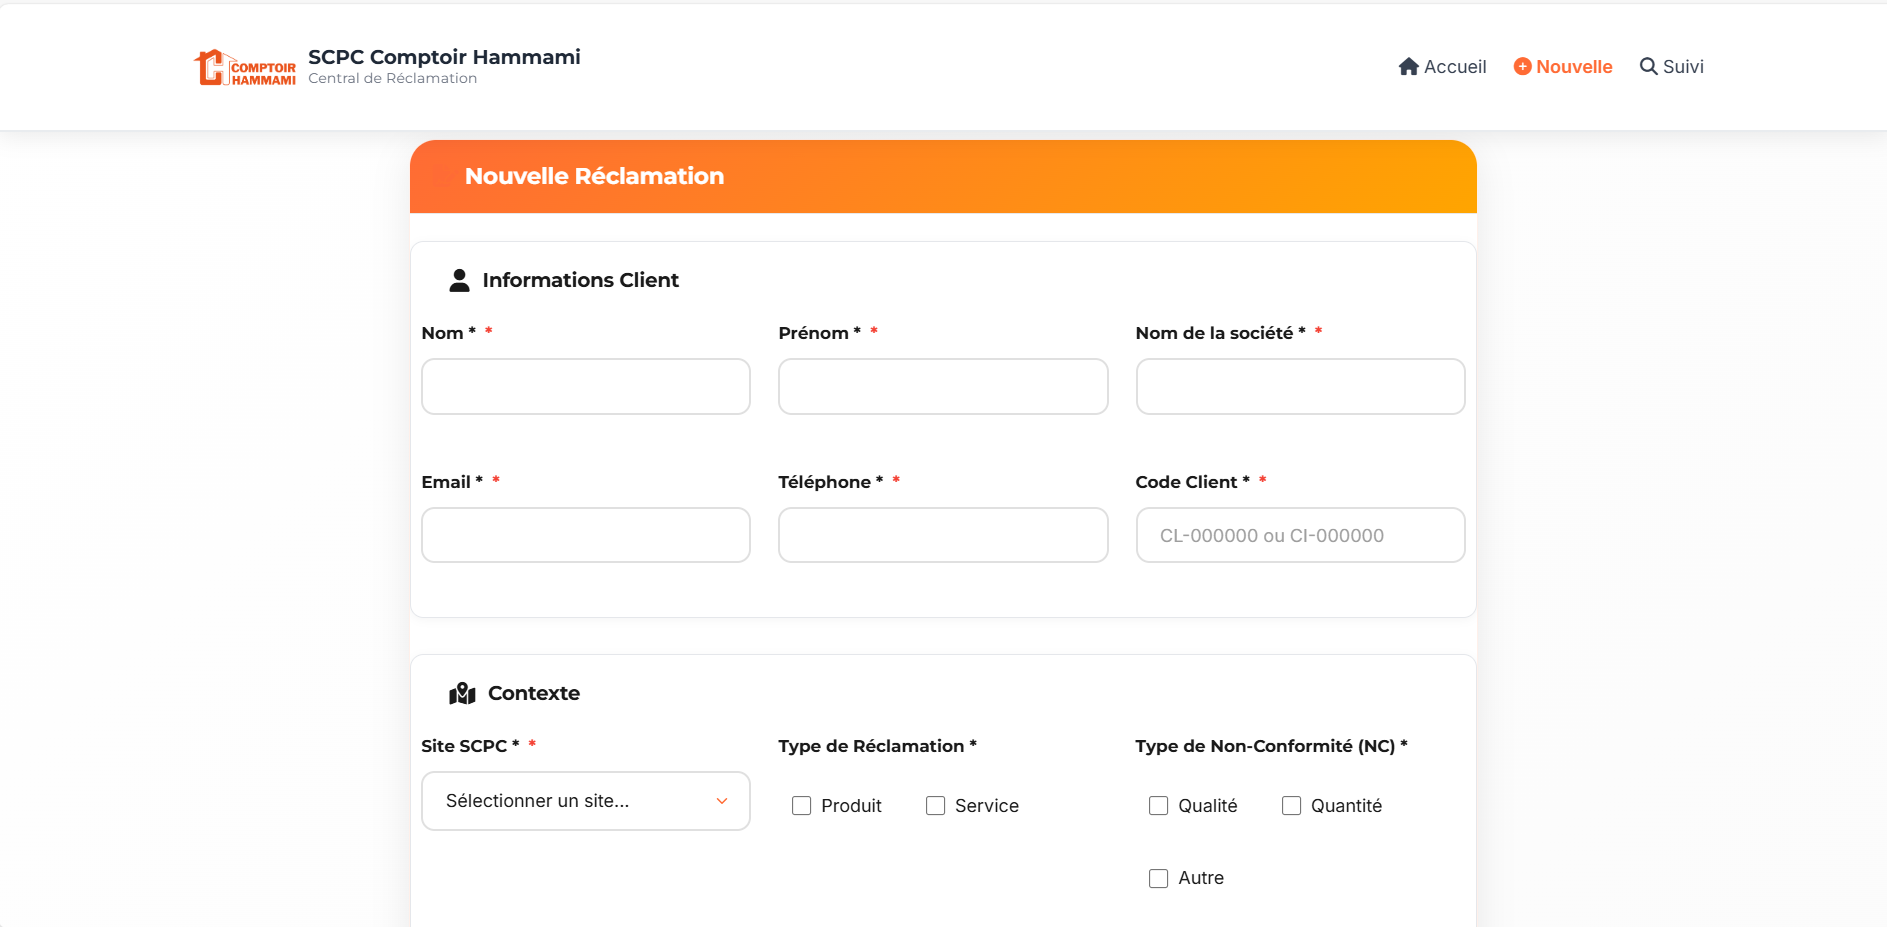 COMPTOIR
HAMMAMI
SCPC Comptoir Hammami
Central de Réclamation
Accueil
Nouvelle
Suivi
Nouvelle Réclamation
Informations Client
Nom * *
Prénom * *
Nom de la société * *
Email * *
Téléphone * *
Code Client * *
CL-000000 ou CI-000000
Contexte
Site SCPC * *
Type de Réclamation *
Type de Non-Conformité (NC) *
Sélectionner un site...
Produit
Service
Qualité
Quantité
Autre